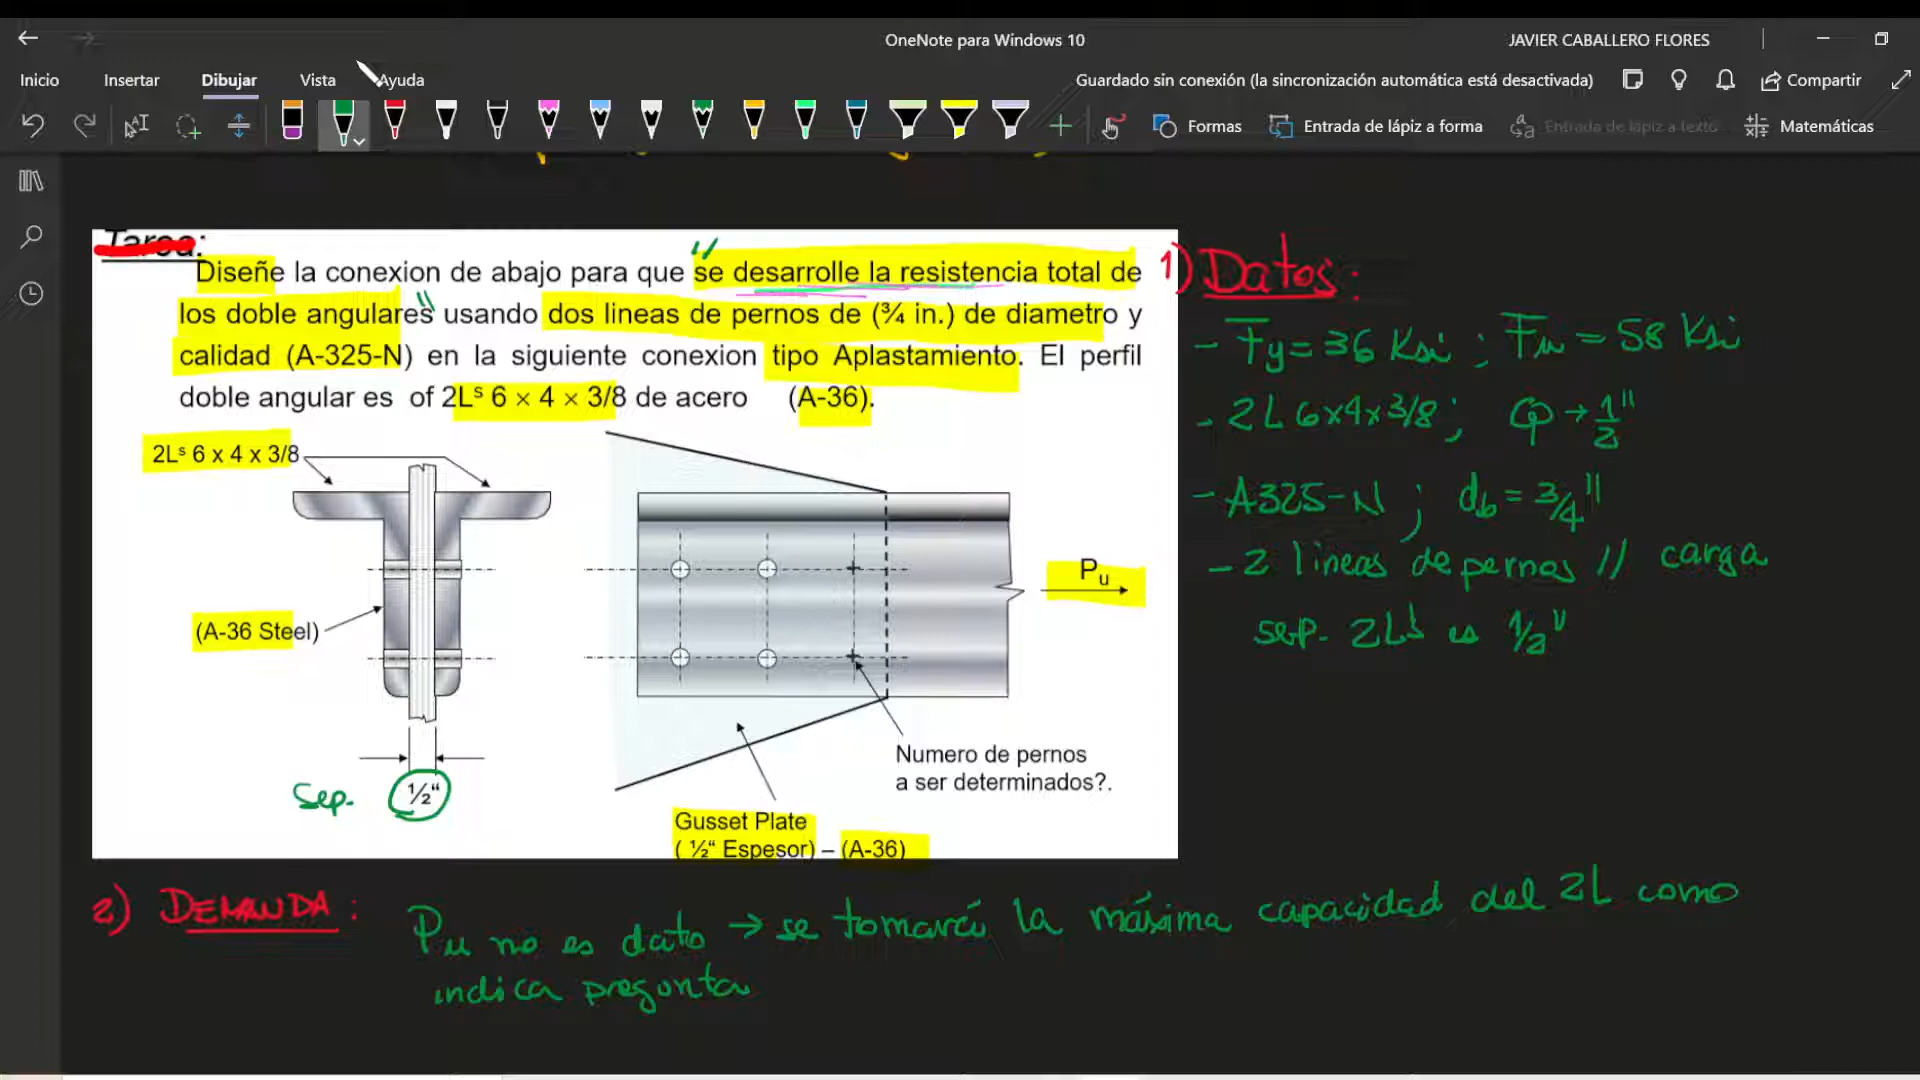 OneNote para Windows 10
JAVIER CABALLERO FLORES
Inicio Insertar Dibujar Vista Ayuda
Guardado sin conexión (la sincronización automática está desactivada)
Compartir
Formas Entrada de lápiz a forma Entrada de lápiz a texto Matemáticas
Tarea:
Diseñe la conexion de abajo para que se desarrolle la resistencia total de
los doble angulares usando dos lineas de pernos de (¾ in.) de diametro y
calidad (A-325-N) en la siguiente conexion tipo Aplastamiento. El perfil
doble angular es of 2Lˢ 6 × 4 × 3/8 de acero (A-36).
2Lˢ 6 x 4 x 3/8
(A-36 Steel)
Sep. ½"
Pu
Numero de pernos
a ser determinados?.
Gusset Plate
( ½" Espesor) – (A-36)
1) Datos:
- Fy = 36 Ksi ; Fu = 58 Ksi
- 2L 6x4x3/8 ; GP → 1/2"
- A325-N ; db = 3/4"
- 2 lineas de pernos // carga
sep. 2Ls es 1/2"
2) DEMANDA :
Pu no es dato → se tomará la máxima capacidad del 2L como
indica pregunta